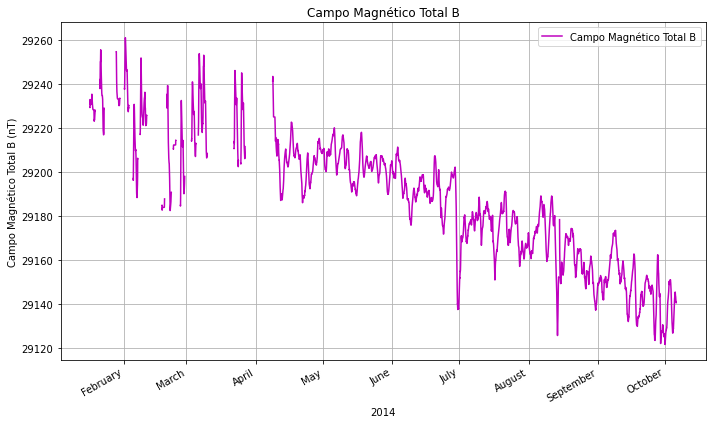 Campo Magnético Total B
Campo Magnético Total B
Campo Magnético Total B (nT)
29260
29240
29220
29200
29180
29160
29140
29120
February
March
April
May
June
July
August
September
October
2014